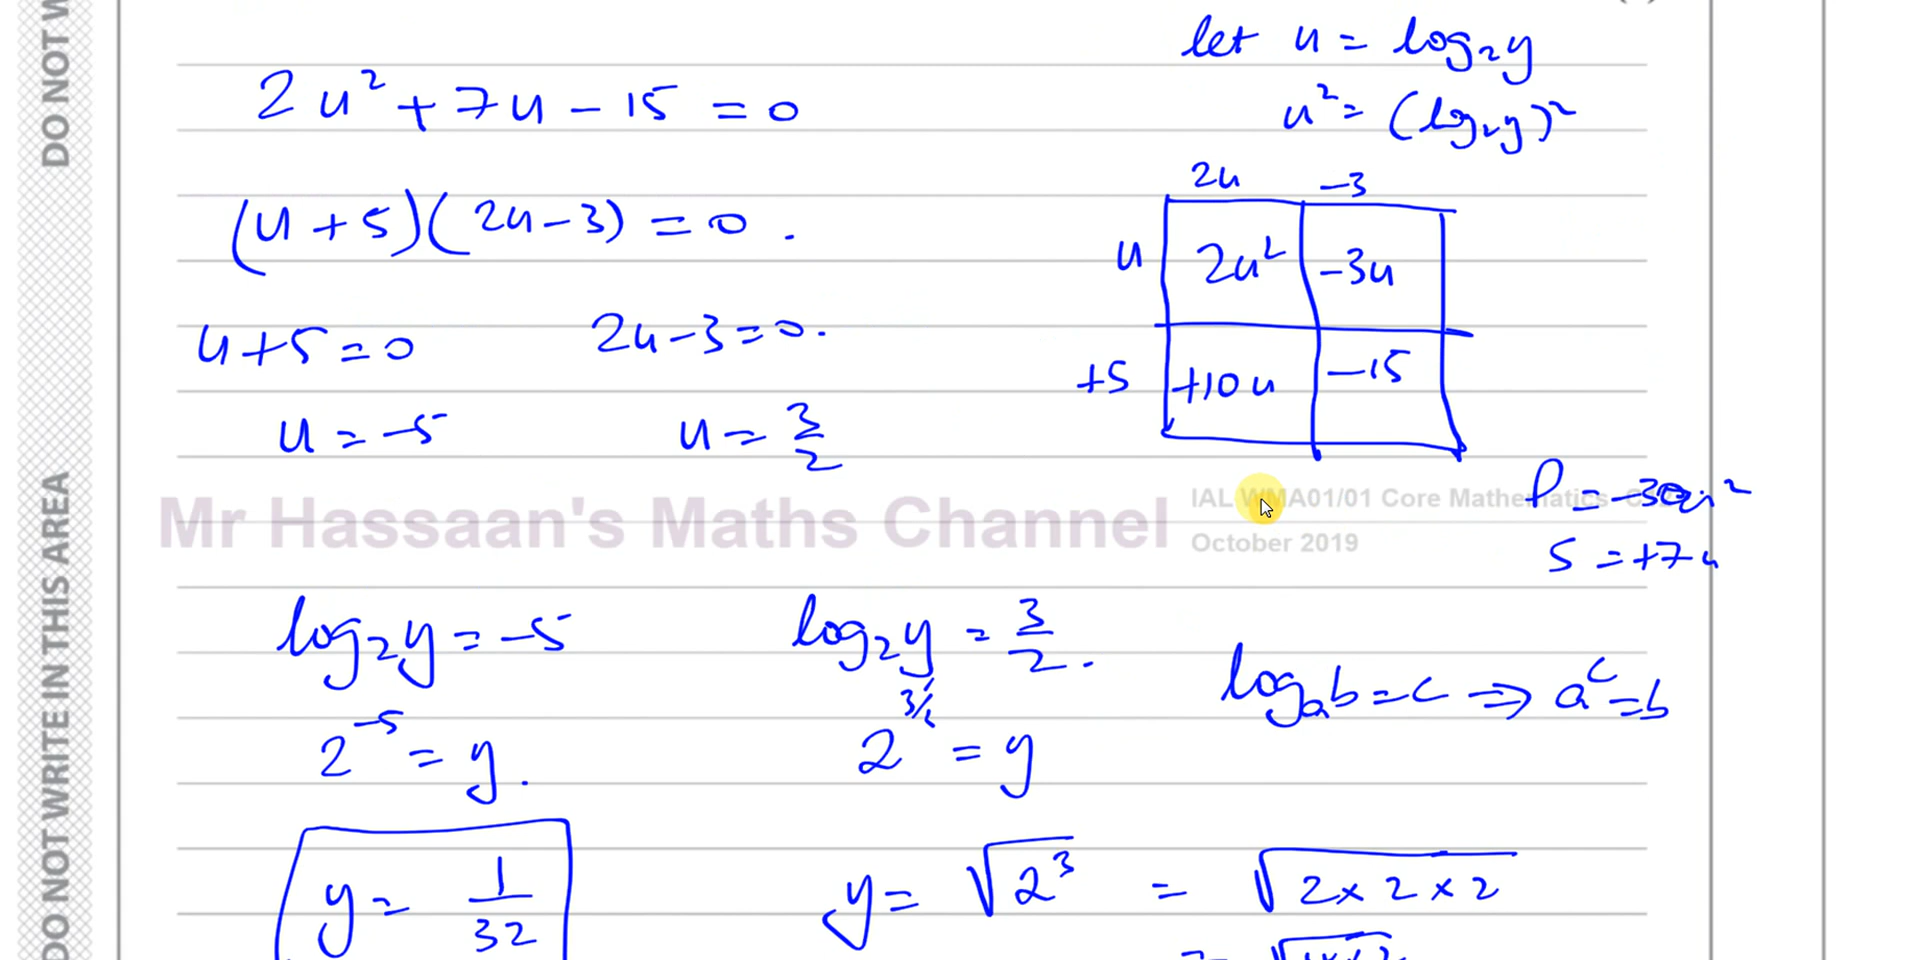 let u = log₂y
2u² + 7u - 15 = 0
u² = (log₂y)²
2u -3
(u + 5)(2u - 3) = 0.
u 2u² -3u
u + 5 = 0 2u - 3 = 0.
+5 +10u -15
u = -5 u = 3/2
Mr Hassaan's Maths Channel
IAL WMA01/01 Core Mathematics
October 2019
P = -30u²
S = +7u
log₂y = -5 log₂y = 3/2.
logₐb = c ⇒ aᶜ = b
2⁻⁵ = y. 2^(3/2) = y
y = 1/32 y = √2³ = √2×2×2
DO NOT W
DO NOT WRITE IN THIS AREA